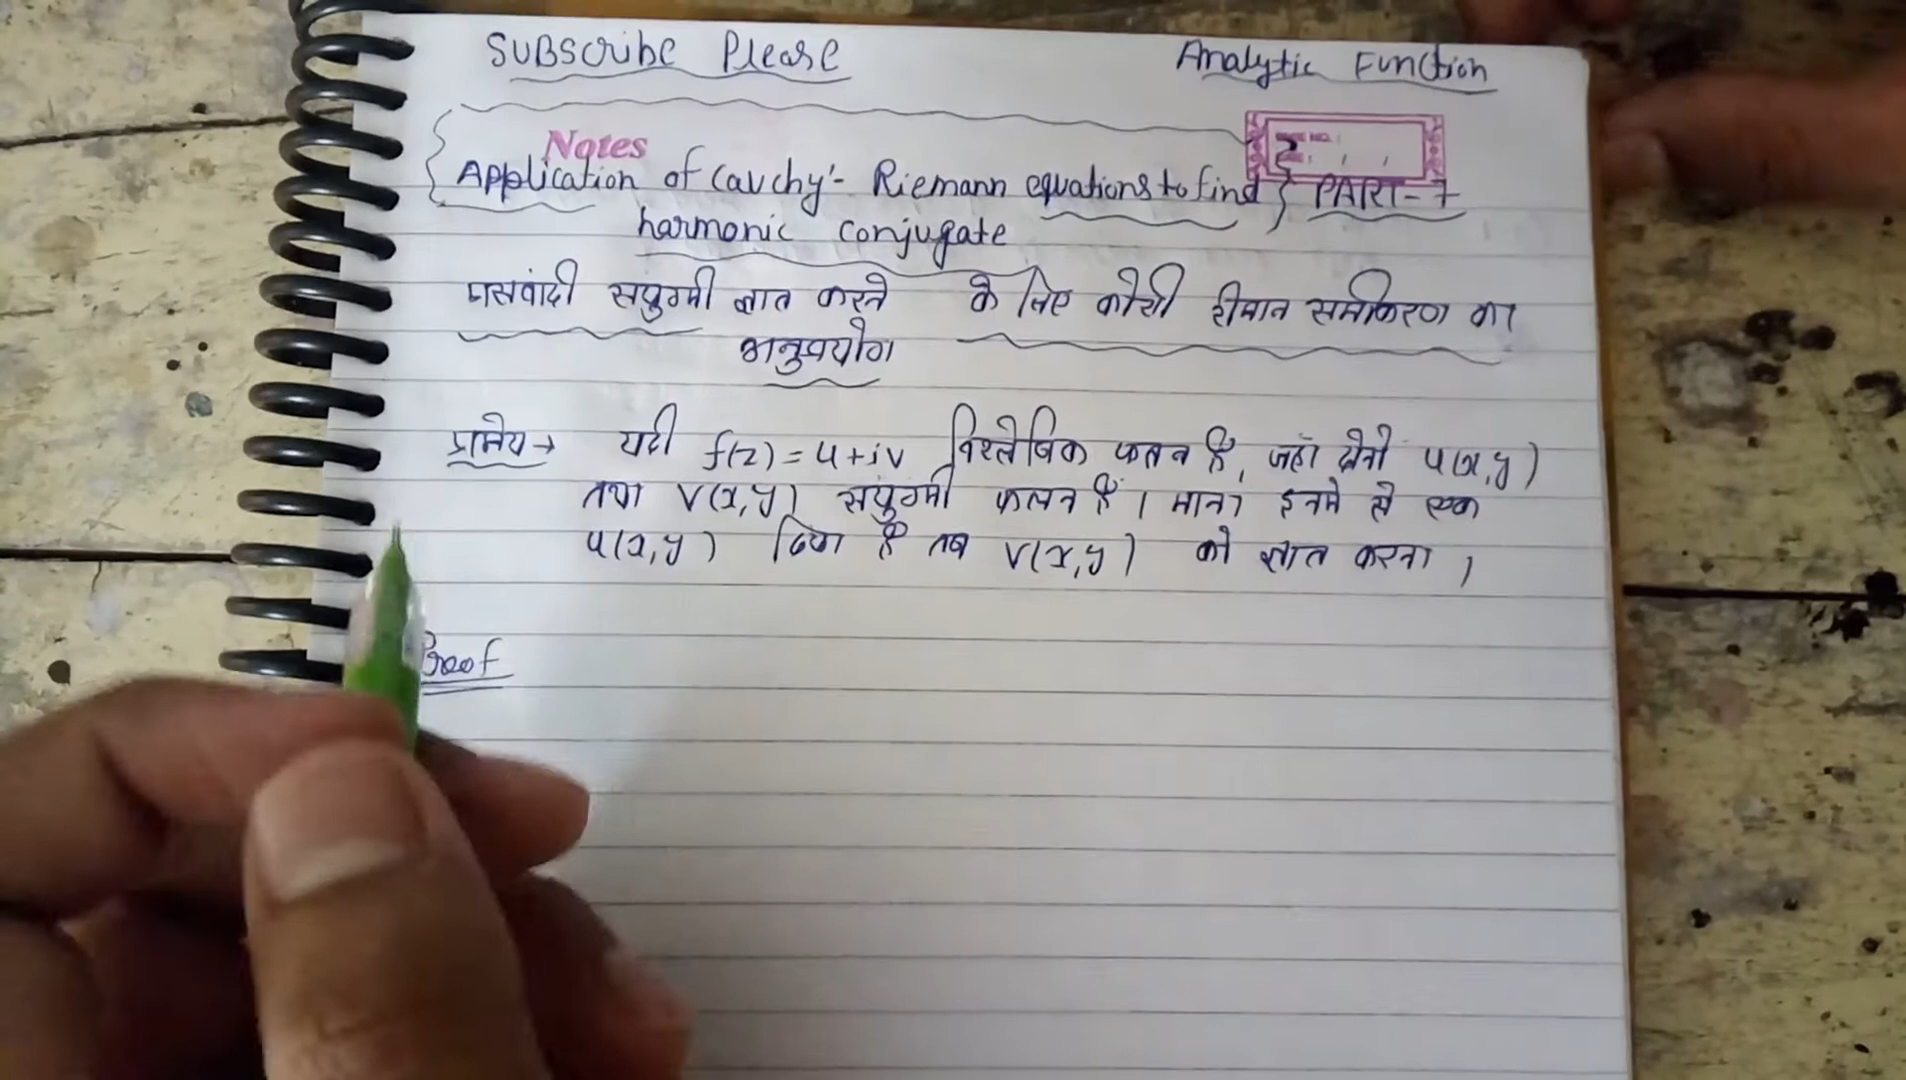 SUBScribe Please
Analytic Function
Notes
Application of Cauchy'- Riemann equations to find } PART-7
harmonic conjugate
प्रसंवादी संयुग्मी ज्ञात करने के लिए कोशी रीमान समीकरण का
अनुप्रयोग
प्रमेय→ यदी f(z) = u+iv विश्लेषिक फलन है, जहाँ दोनो u(x,y)
तथा v(x,y) संयुग्मी फलन हैं। माना इनमे से एक
u(x,y) दिया है तब v(x,y) को ज्ञात करना ।
Proof